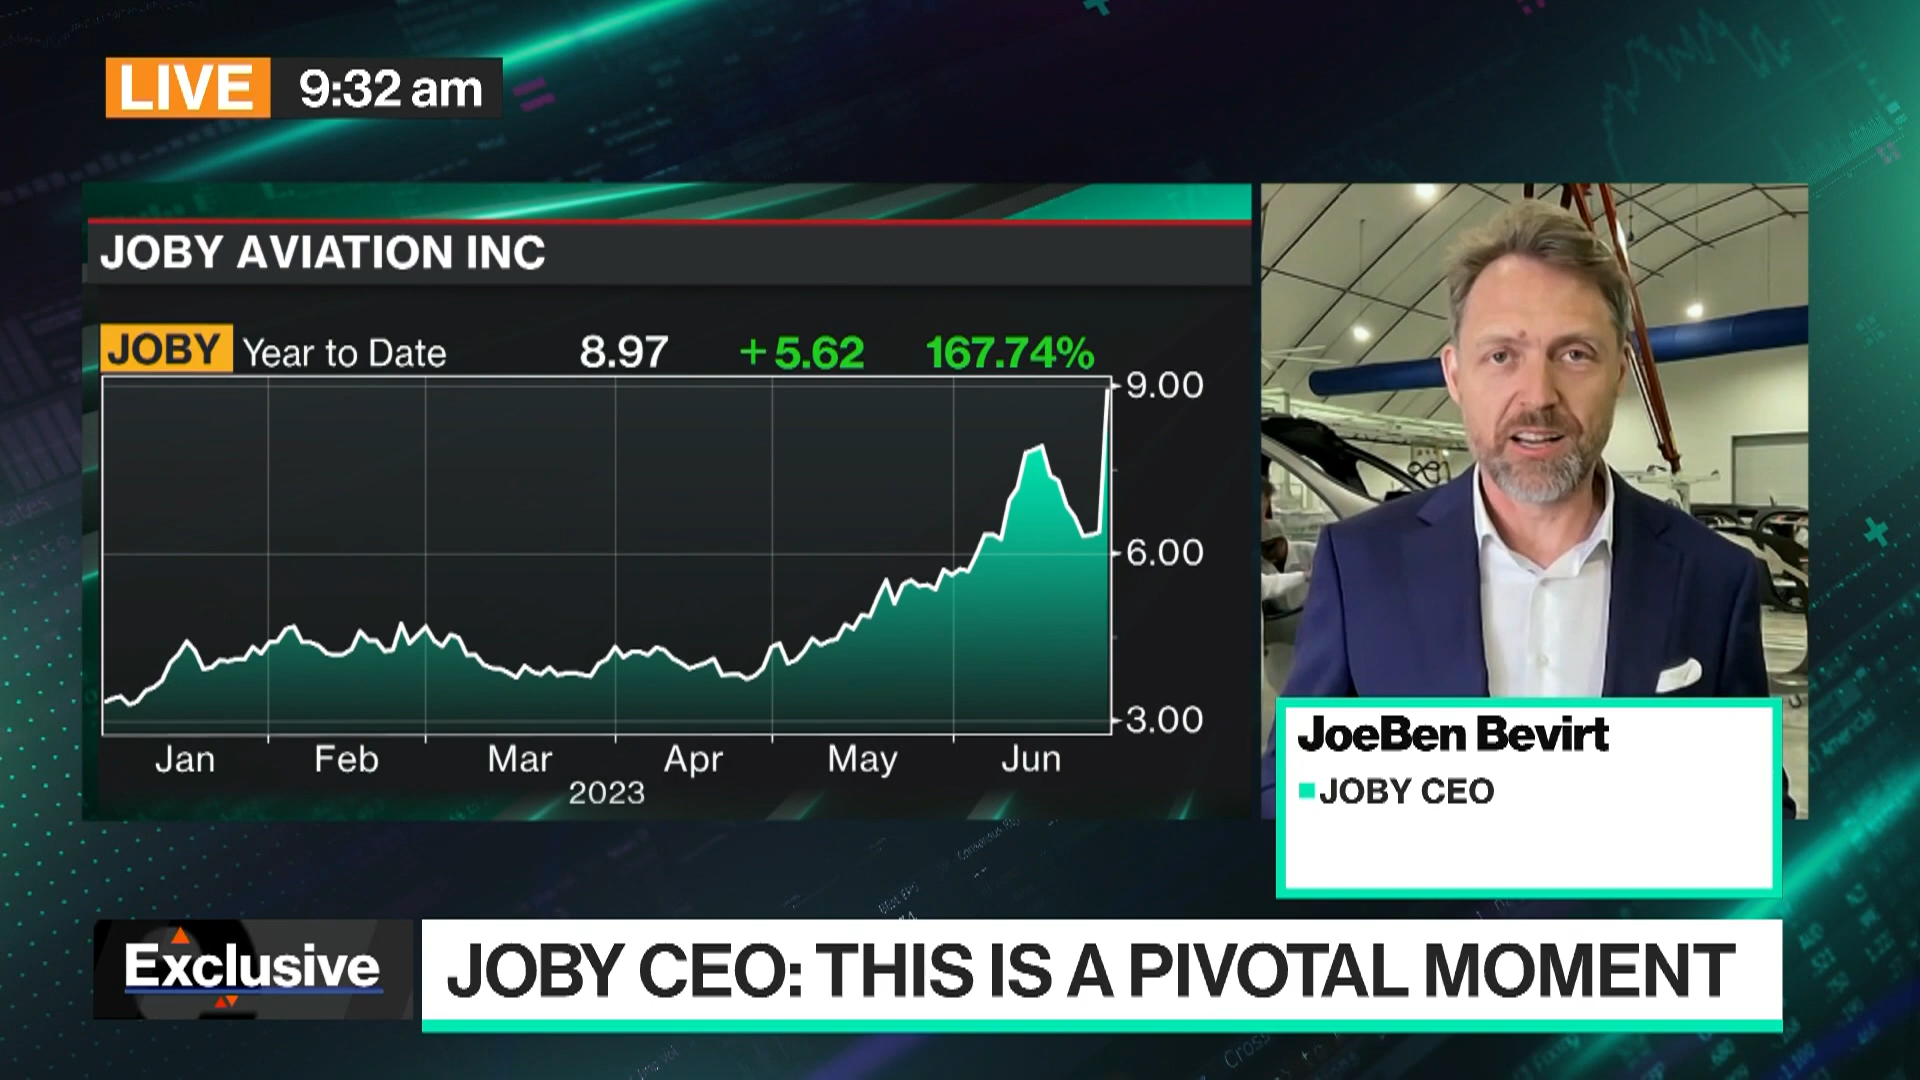 LIVE 9:32 am
JOBY AVIATION INC
JOBY Year to Date 8.97 +5.62 167.74%
9.00
6.00
3.00
Jan Feb Mar Apr May Jun
2023
JoeBen Bevirt
JOBY CEO
Exclusive
JOBY CEO: THIS IS A PIVOTAL MOMENT